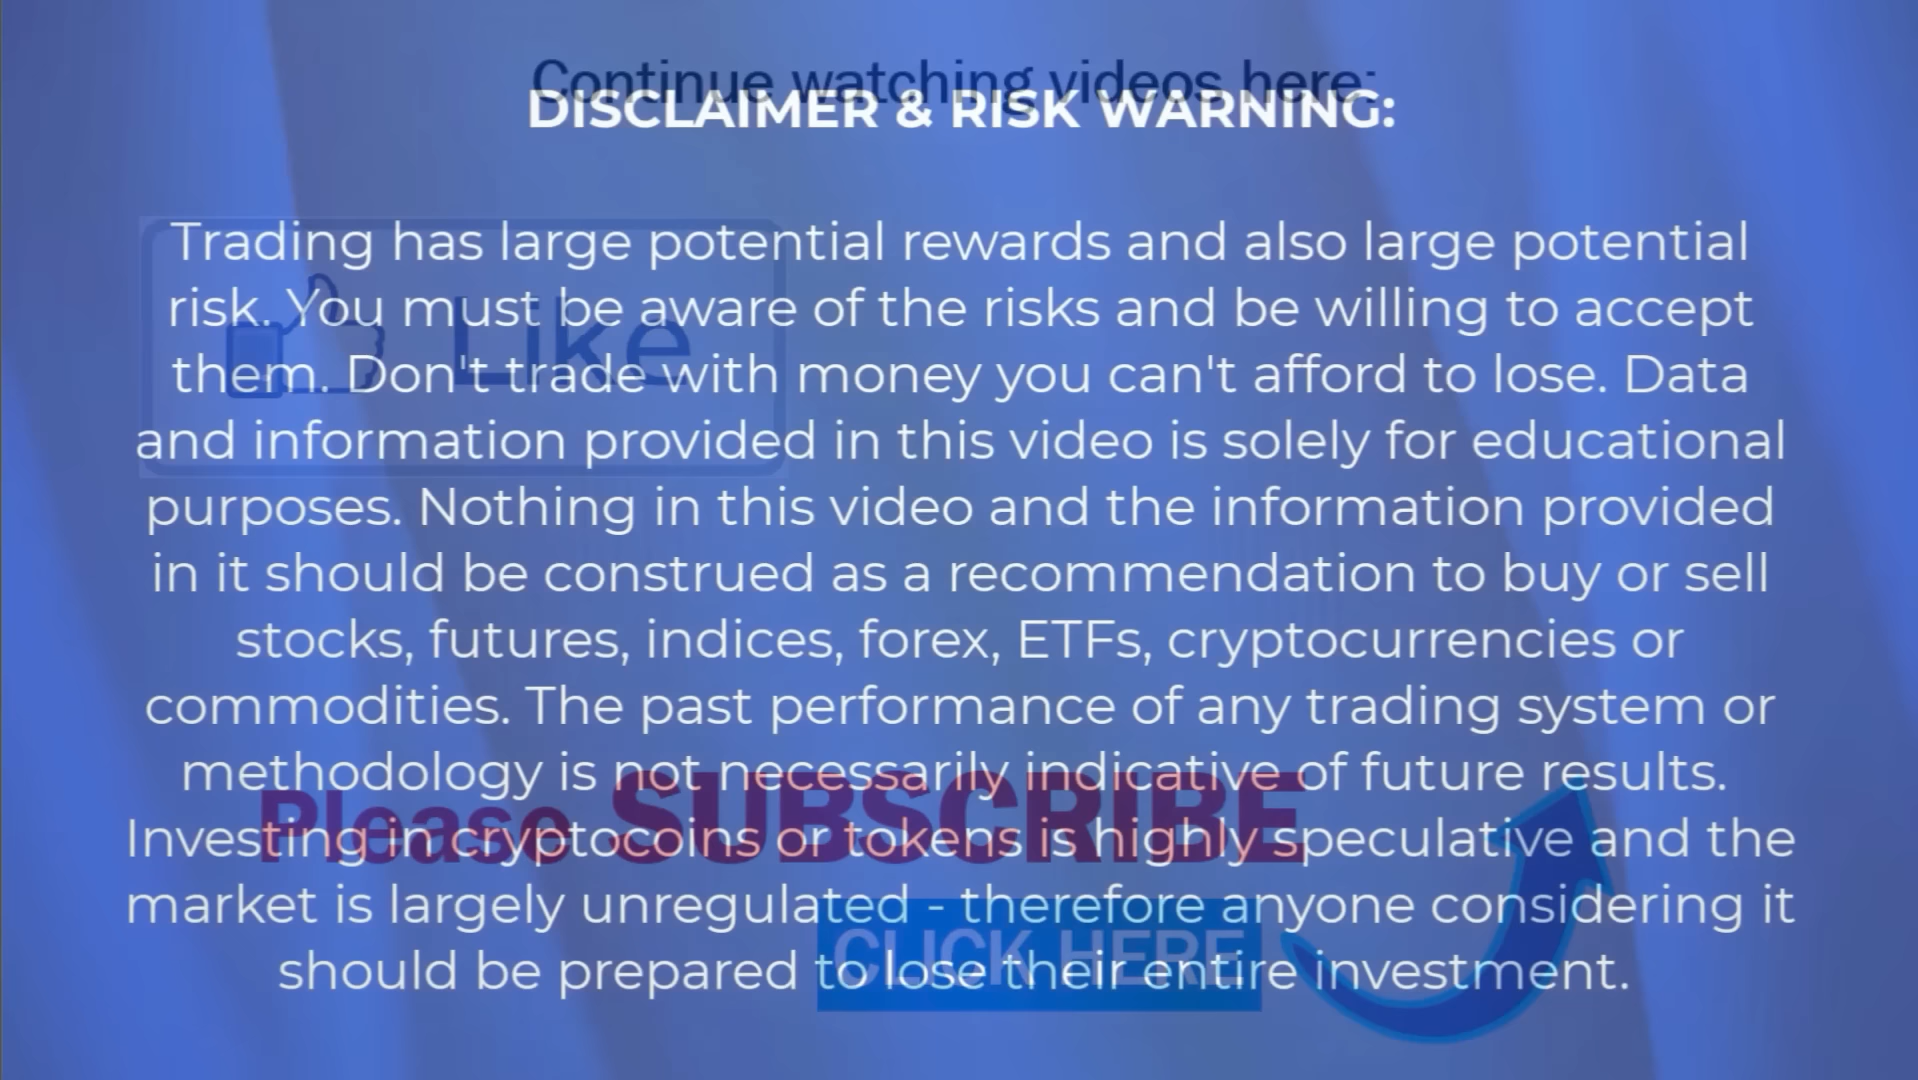 Continue watching videos here:
DISCLAIMER & RISK WARNING:
Trading has large potential rewards and also large potential
risk. You must be aware of the risks and be willing to accept
Like
them. Don't trade with money you can't afford to lose. Data
and information provided in this video is solely for educational
purposes. Nothing in this video and the information provided
in it should be construed as a recommendation to buy or sell
stocks, futures, indices, forex, ETFs, cryptocurrencies or
commodities. The past performance of any trading system or
methodology is not necessarily indicative of future results.
Please SUBSCRIBE
Investing in cryptocoins or tokens is highly speculative and the
market is largely unregulated - therefore anyone considering it
CLICK HERE
should be prepared to lose their entire investment.